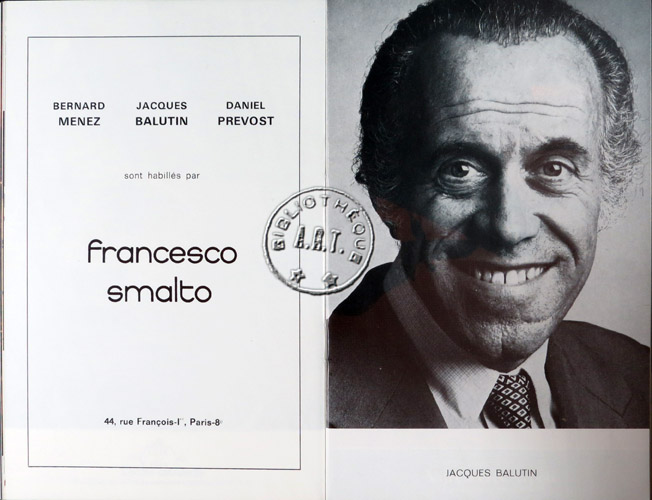 BERNARD JACQUES DANIEL
MENEZ BALUTIN PREVOST
sont habillés par
francesco
smalto
44, rue François-Iᵉʳ, Paris-8ᵉ
BIBLIOTHÈQUE
A.R.T.
JACQUES BALUTIN